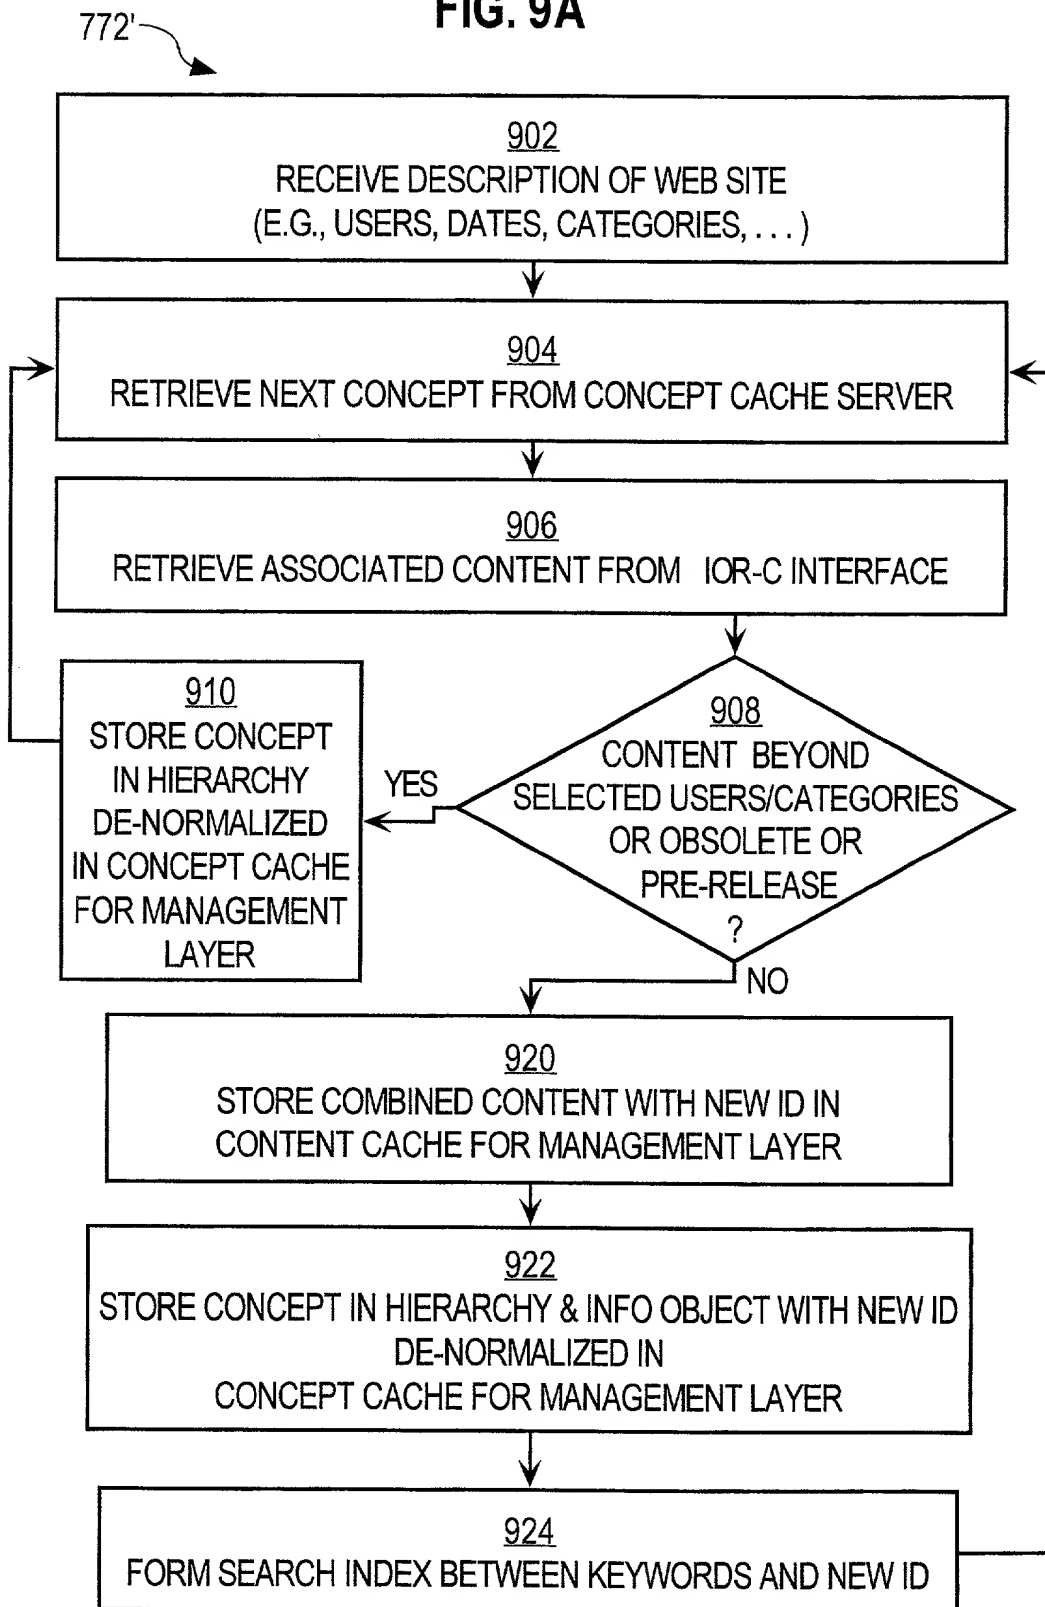 FIG. 9A
772'
902
RECEIVE DESCRIPTION OF WEB SITE
(E.G., USERS, DATES, CATEGORIES, . . . )
904
RETRIEVE NEXT CONCEPT FROM CONCEPT CACHE SERVER
906
RETRIEVE ASSOCIATED CONTENT FROM IOR-C INTERFACE
908
CONTENT BEYOND
SELECTED USERS/CATEGORIES
OR OBSOLETE OR
PRE-RELEASE
?
YES
910
STORE CONCEPT
IN HIERARCHY
DE-NORMALIZED
IN CONCEPT CACHE
FOR MANAGEMENT
LAYER
NO
920
STORE COMBINED CONTENT WITH NEW ID IN
CONTENT CACHE FOR MANAGEMENT LAYER
922
STORE CONCEPT IN HIERARCHY & INFO OBJECT WITH NEW ID
DE-NORMALIZED IN
CONCEPT CACHE FOR MANAGEMENT LAYER
924
FORM SEARCH INDEX BETWEEN KEYWORDS AND NEW ID